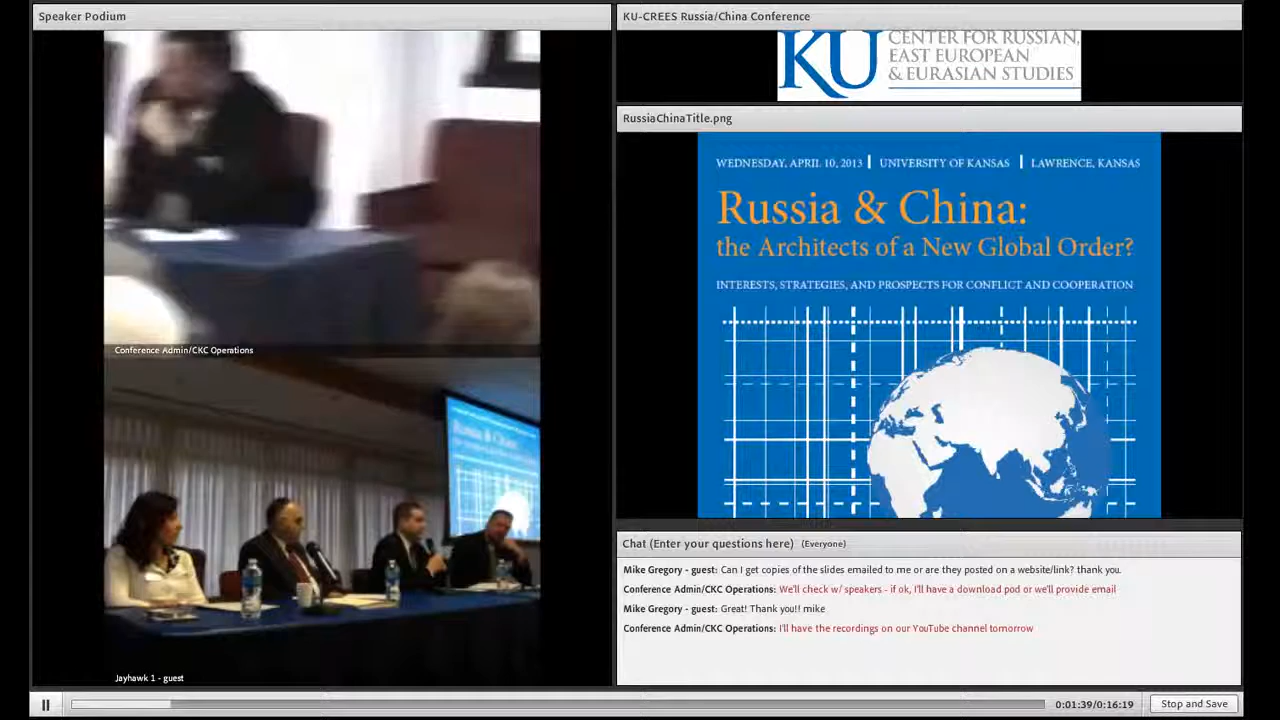 Speaker Podium
Conference Admin/CKC Operations
Jayhawk 1 - guest
KU-CREES Russia/China Conference
KU CENTER FOR RUSSIAN,
EAST EUROPEAN
& EURASIAN STUDIES
RussiaChinaTitle.png
WEDNESDAY, APRIL 10, 2013 | UNIVERSITY OF KANSAS | LAWRENCE, KANSAS
Russia & China:
the Architects of a New Global Order?
INTERESTS, STRATEGIES, AND PROSPECTS FOR CONFLICT AND COOPERATION
Chat (Enter your questions here) (Everyone)
Mike Gregory - guest: Can I get copies of the slides emailed to me or are they posted on a website/link? thank you.
Conference Admin/CKC Operations: We'll check w/ speakers - if ok, I'll have a download pod or we'll provide email
Mike Gregory - guest: Great! Thank you!! mike
Conference Admin/CKC Operations: I'll have the recordings on our YouTube channel tomorrow
0:01:39/0:16:19 Stop and Save